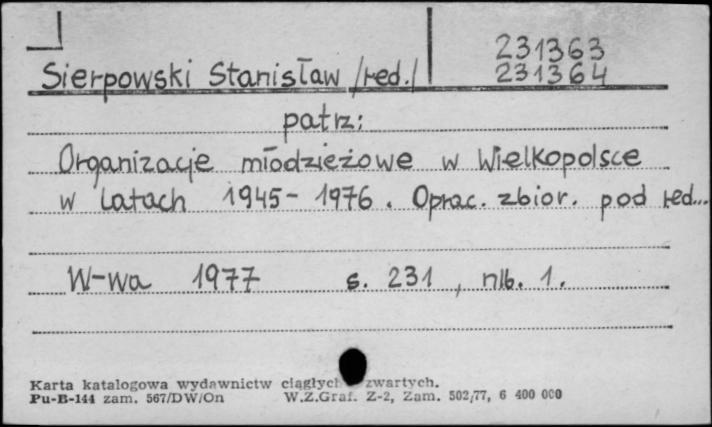 231363
Sierpowski Stanisław /red./ 231364
patrz:
Organizacje młodzieżowe w Wielkopolsce
w latach 1945- 1976. Oprac. zbior. pod red...
W-wa 1977 s. 231, nlb. 1.
Karta katalogowa wydawnictw ciągłych zwartych.
Pu-B-144 zam. 567/DW/On W.Z.Graf. Z-2, Zam. 502/77, 6 400 000